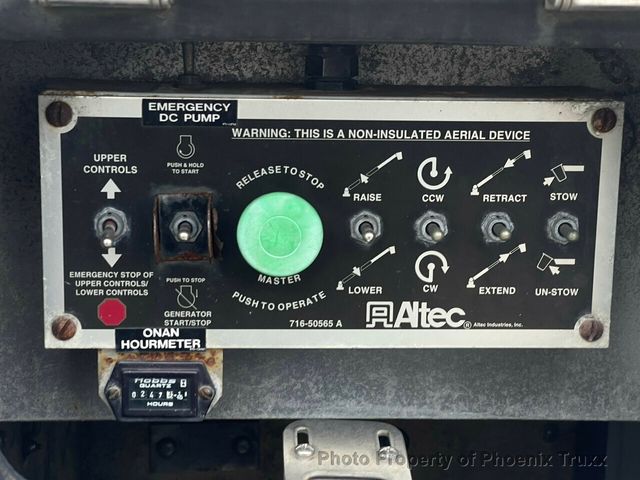 EMERGENCY
DC PUMP
WARNING: THIS IS A NON-INSULATED AERIAL DEVICE
UPPER
CONTROLS
PUSH & HOLD
TO START
RELEASE TO STOP
MASTER
PUSH TO OPERATE
RAISE
CCW
RETRACT
STOW
LOWER
CW
EXTEND
UN-STOW
EMERGENCY STOP OF
UPPER CONTROLS/
LOWER CONTROLS
PUSH TO STOP
GENERATOR
START/STOP
716-50565 A
Altec® Altec Industries, Inc.
ONAN
HOURMETER
Hobbs
QUARTZ
HOURS
Photo Property of Phoenix Truxx